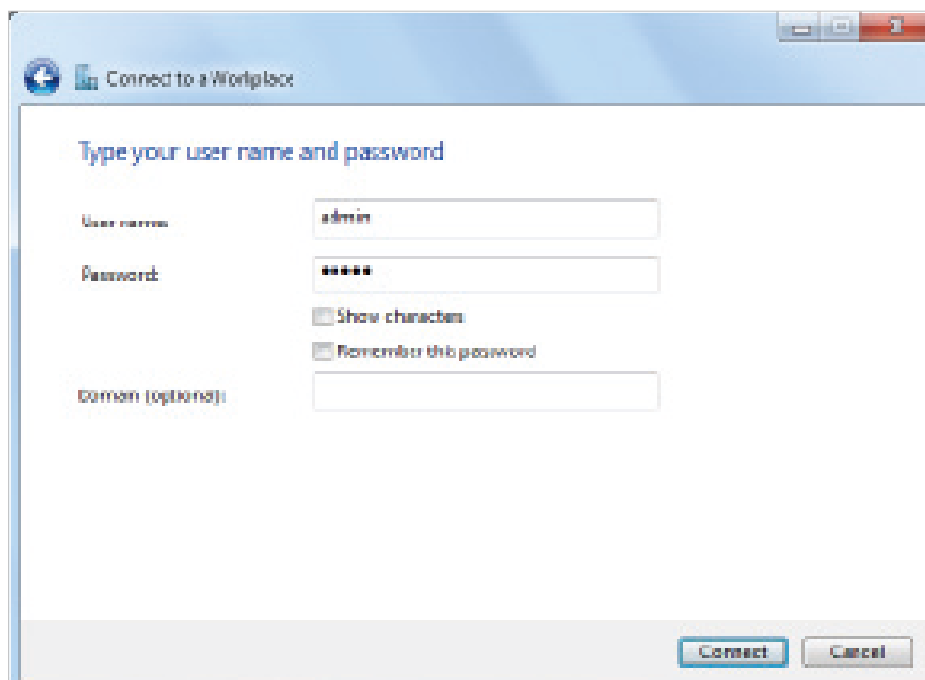 Connect to a Workplace
Type your user name and password
User name: admin
Password: •••••
Show characters
Remember this password
Domain (optional):
Connect Cancel